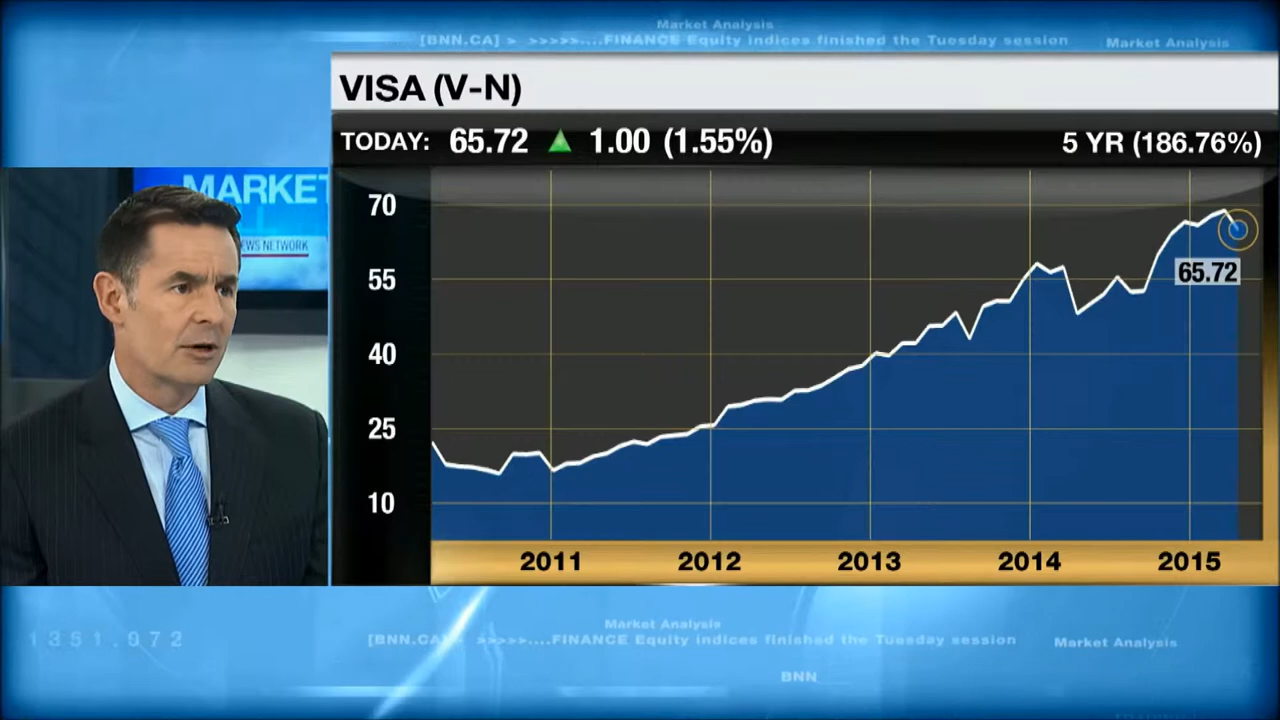 Market Analysis
[BNN.CA] > >>>>>....FINANCE Equity indices finished the Tuesday session
Market Analysis
VISA (V-N)
TODAY: 65.72 ▲ 1.00 (1.55%) 5 YR (186.76%)
MARKET
EWS NETWORK
70
55
65.72
40
25
10
2011 2012 2013 2014 2015
Market Analysis
1351.072
[BNN.CA] >>>>>....FINANCE Equity indices finished the Tuesday session
Market Analysis
BNN